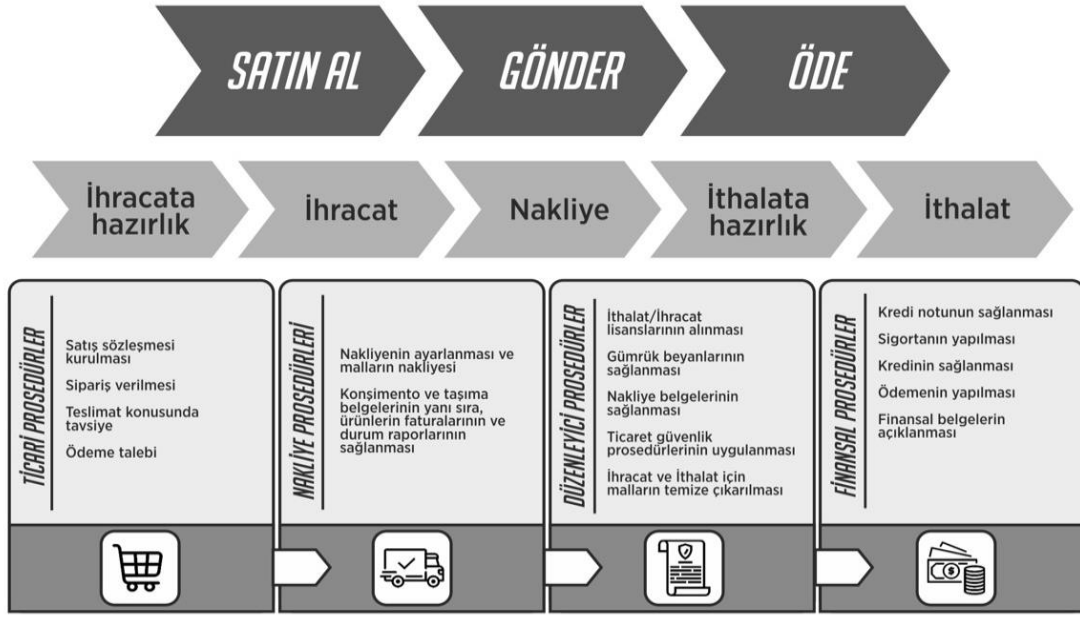 SATIN AL
GÖNDER
ÖDE
İhracata
hazırlık
İhracat
Nakliye
İthalata
hazırlık
İthalat
TİCARİ PROSEDÜRLER
Satış sözleşmesi
kurulması
Sipariş verilmesi
Teslimat konusunda
tavsiye
Ödeme talebi
NAKLİYE PROSEDÜRLERİ
Nakliyenin ayarlanması ve
malların nakliyesi
Konşimento ve taşıma
belgelerinin yanı sıra,
ürünlerin faturalarının ve
durum raporlarının
sağlanması
DÜZENLEYİCİ PROSEDÜRLER
İthalat/İhracat
lisanslarının alınması
Gümrük beyanlarının
sağlanması
Nakliye belgelerinin
sağlanması
Ticaret güvenlik
prosedürlerinin uygulanması
İhracat ve İthalat için
malların temize çıkarılması
FİNANSAL PROSEDÜRLER
Kredi notunun sağlanması
Sigortanın yapılması
Kredinin sağlanması
Ödemenin yapılması
Finansal belgelerin
açıklanması